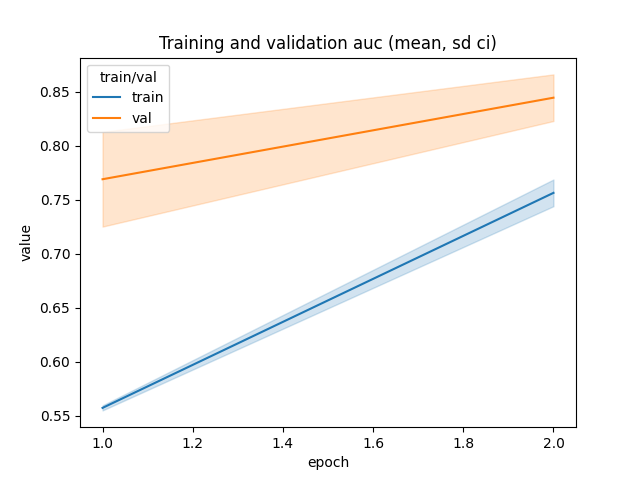 Training and validation auc (mean, sd ci)
train/val
train
val
value
0.85
0.80
0.75
0.70
0.65
0.60
0.55
1.0
1.2
1.4
1.6
1.8
2.0
epoch